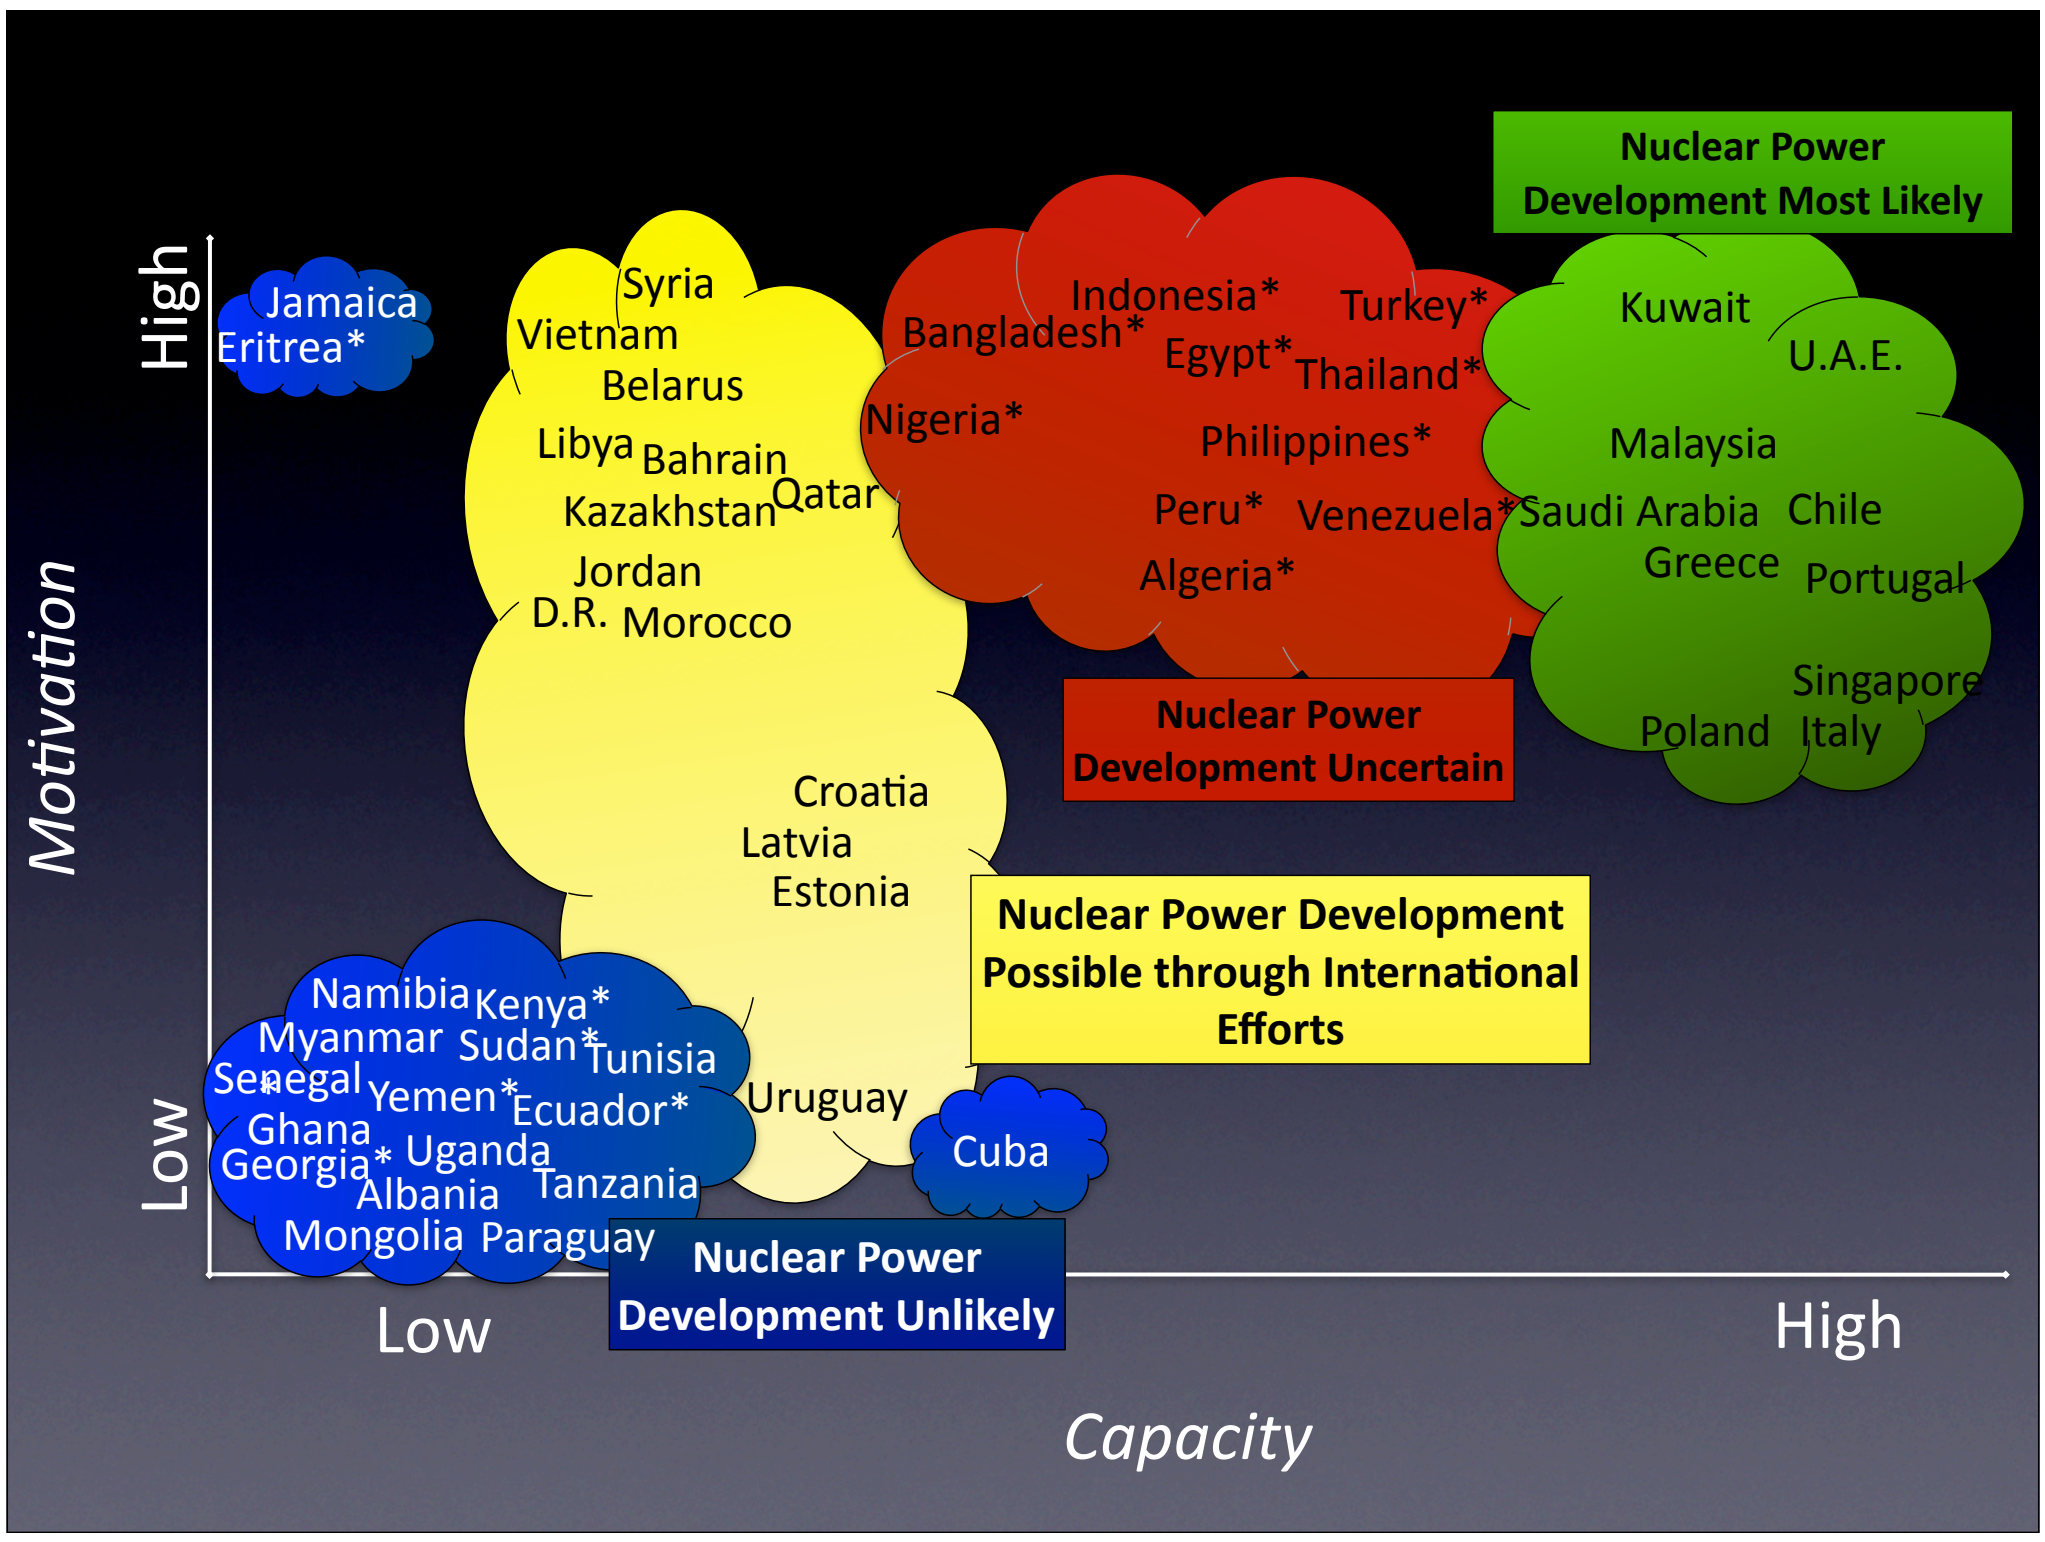 Nuclear Power
Development Most Likely
High
Jamaica
Eritrea*
Syria
Vietnam
Belarus
Libya
Bahrain
Qatar
Kazakhstan
Jordan
D.R.
Morocco
Croatia
Latvia
Estonia
Uruguay
Indonesia*
Turkey*
Bangladesh*
Egypt*
Thailand*
Nigeria*
Philippines*
Peru*
Venezuela*
Algeria*
Nuclear Power
Development Uncertain
Kuwait
U.A.E.
Malaysia
Saudi Arabia
Chile
Greece
Portugal
Singapore
Poland
Italy
Motivation
Nuclear Power Development
Possible through International
Efforts
Namibia
Kenya*
Myanmar
Sudan*
Tunisia
Senegal
*
Yemen*
Ecuador*
Ghana
Georgia*
Uganda
Albania
Tanzania
Mongolia
Paraguay
Cuba
Low
Nuclear Power
Development Unlikely
Low
High
Capacity